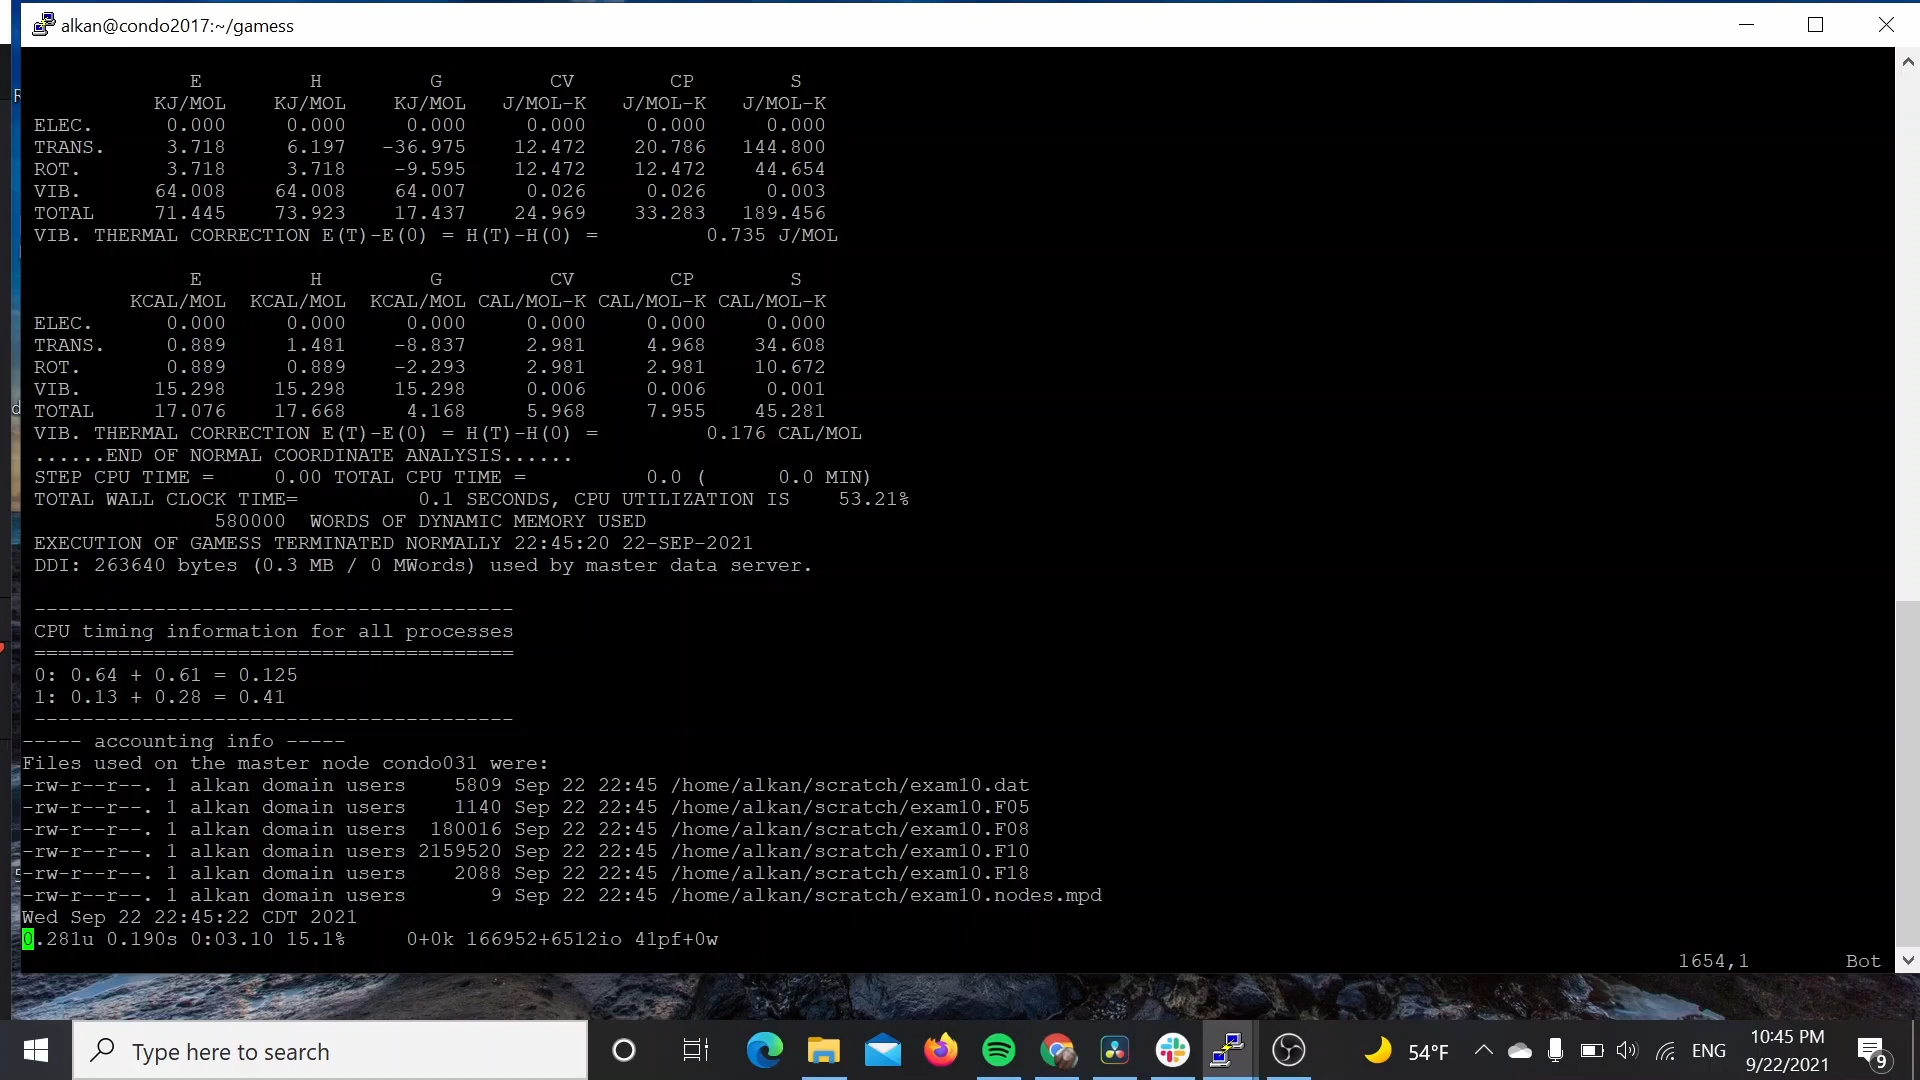 alkan@condo2017:~/gamess
E H G CV CP S
KJ/MOL KJ/MOL KJ/MOL J/MOL-K J/MOL-K J/MOL-K
ELEC. 0.000 0.000 0.000 0.000 0.000 0.000
TRANS. 3.718 6.197 -36.975 12.472 20.786 144.800
ROT. 3.718 3.718 -9.595 12.472 12.472 44.654
VIB. 64.008 64.008 64.007 0.026 0.026 0.003
TOTAL 71.445 73.923 17.437 24.969 33.283 189.456
VIB. THERMAL CORRECTION E(T)-E(0) = H(T)-H(0) = 0.735 J/MOL
E H G CV CP S
KCAL/MOL KCAL/MOL KCAL/MOL CAL/MOL-K CAL/MOL-K CAL/MOL-K
ELEC. 0.000 0.000 0.000 0.000 0.000 0.000
TRANS. 0.889 1.481 -8.837 2.981 4.968 34.608
ROT. 0.889 0.889 -2.293 2.981 2.981 10.672
VIB. 15.298 15.298 15.298 0.006 0.006 0.001
TOTAL 17.076 17.668 4.168 5.968 7.955 45.281
VIB. THERMAL CORRECTION E(T)-E(0) = H(T)-H(0) = 0.176 CAL/MOL
......END OF NORMAL COORDINATE ANALYSIS......
STEP CPU TIME = 0.00 TOTAL CPU TIME = 0.0 ( 0.0 MIN)
TOTAL WALL CLOCK TIME= 0.1 SECONDS, CPU UTILIZATION IS 53.21%
580000 WORDS OF DYNAMIC MEMORY USED
EXECUTION OF GAMESS TERMINATED NORMALLY 22:45:20 22-SEP-2021
DDI: 263640 bytes (0.3 MB / 0 MWords) used by master data server.
----------------------------------------
CPU timing information for all processes
========================================
0: 0.64 + 0.61 = 0.125
1: 0.13 + 0.28 = 0.41
----------------------------------------
----- accounting info -----
Files used on the master node condo031 were:
-rw-r--r--. 1 alkan domain users 5809 Sep 22 22:45 /home/alkan/scratch/exam10.dat
-rw-r--r--. 1 alkan domain users 1140 Sep 22 22:45 /home/alkan/scratch/exam10.F05
-rw-r--r--. 1 alkan domain users 180016 Sep 22 22:45 /home/alkan/scratch/exam10.F08
-rw-r--r--. 1 alkan domain users 2159520 Sep 22 22:45 /home/alkan/scratch/exam10.F10
-rw-r--r--. 1 alkan domain users 2088 Sep 22 22:45 /home/alkan/scratch/exam10.F18
-rw-r--r--. 1 alkan domain users 9 Sep 22 22:45 /home/alkan/scratch/exam10.nodes.mpd
Wed Sep 22 22:45:22 CDT 2021
0.281u 0.190s 0:03.10 15.1% 0+0k 166952+6512io 41pf+0w
1654,1 Bot
Type here to search
54°F
ENG
10:45 PM
9/22/2021
9